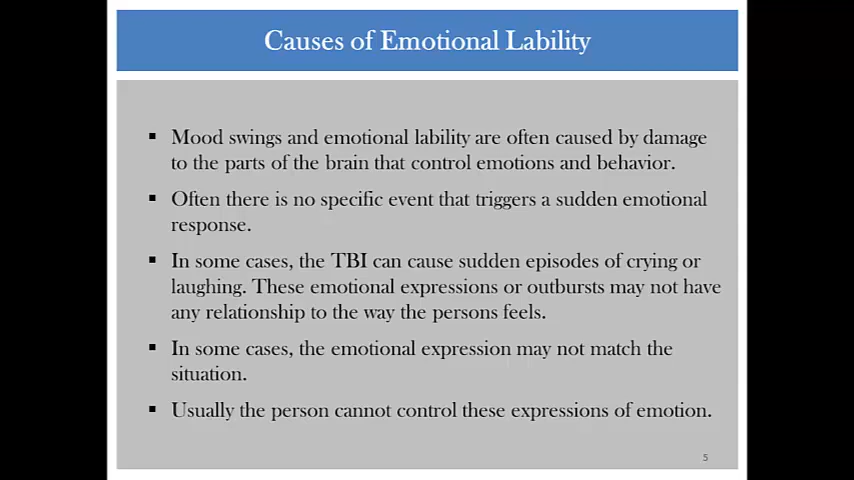 Causes of Emotional Lability
▪ Mood swings and emotional lability are often caused by damage
to the parts of the brain that control emotions and behavior.
▪ Often there is no specific event that triggers a sudden emotional
response.
▪ In some cases, the TBI can cause sudden episodes of crying or
laughing. These emotional expressions or outbursts may not have
any relationship to the way the persons feels.
▪ In some cases, the emotional expression may not match the
situation.
▪ Usually the person cannot control these expressions of emotion.
5